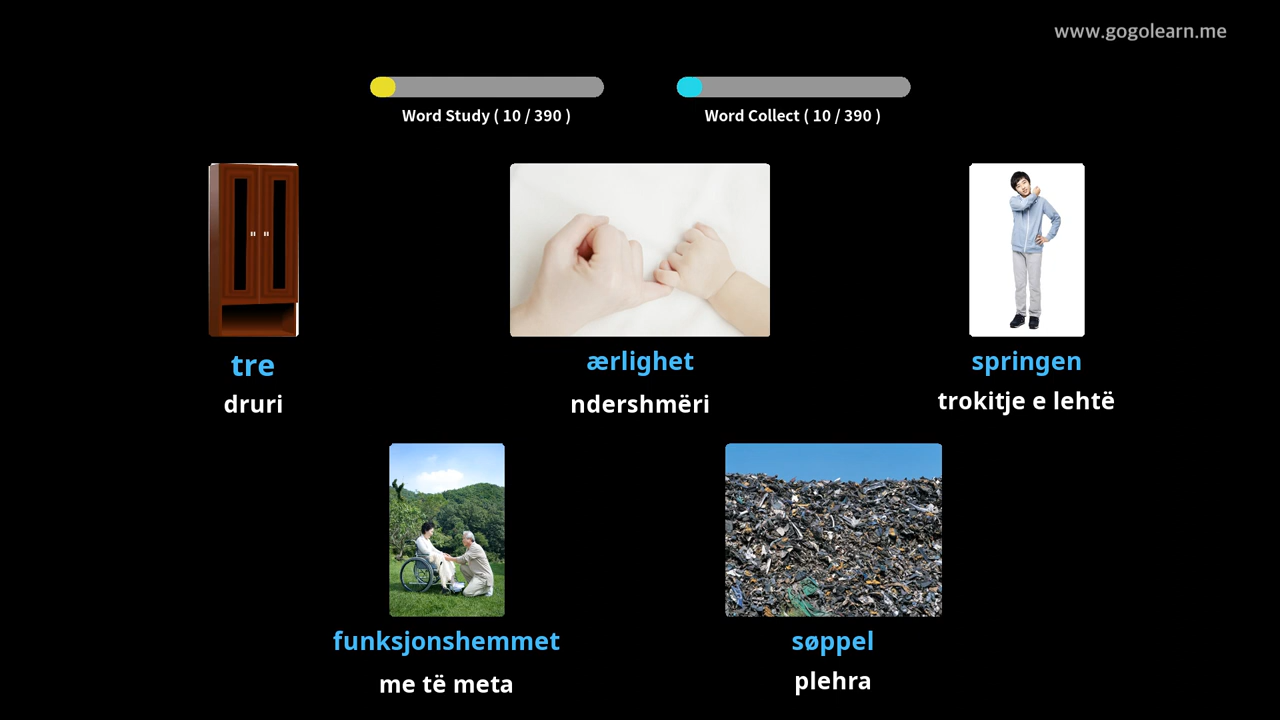 www.gogolearn.me
Word Study ( 10 / 390 )
Word Collect ( 10 / 390 )
tre
druri
ærlighet
ndershmëri
springen
trokitje e lehtë
funksjonshemmet
me të meta
søppel
plehra